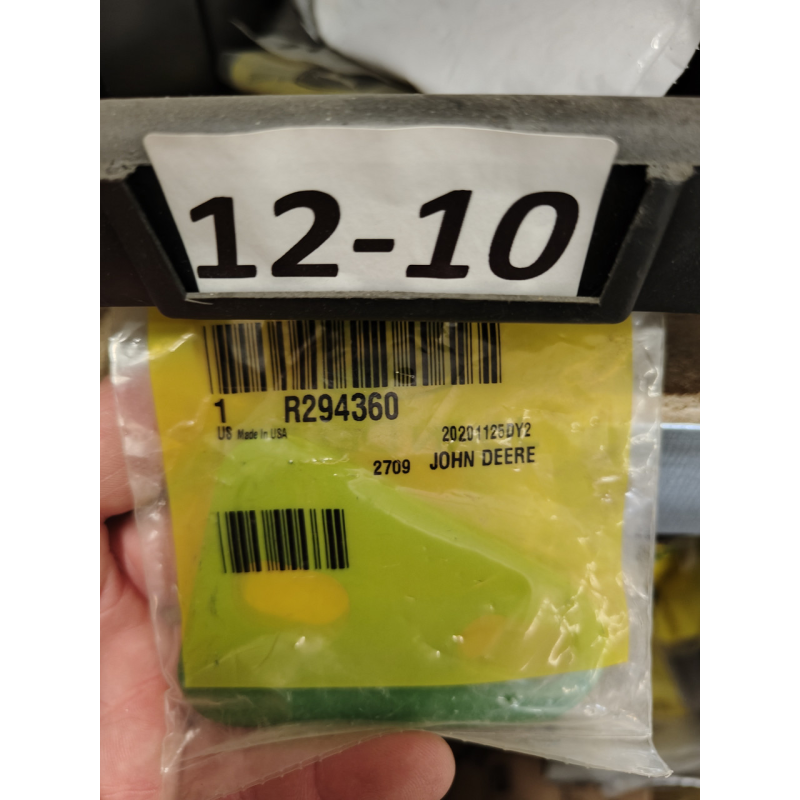 12-10
1 R294360
US Made In USA 20201125DY2
2709 JOHN DEERE